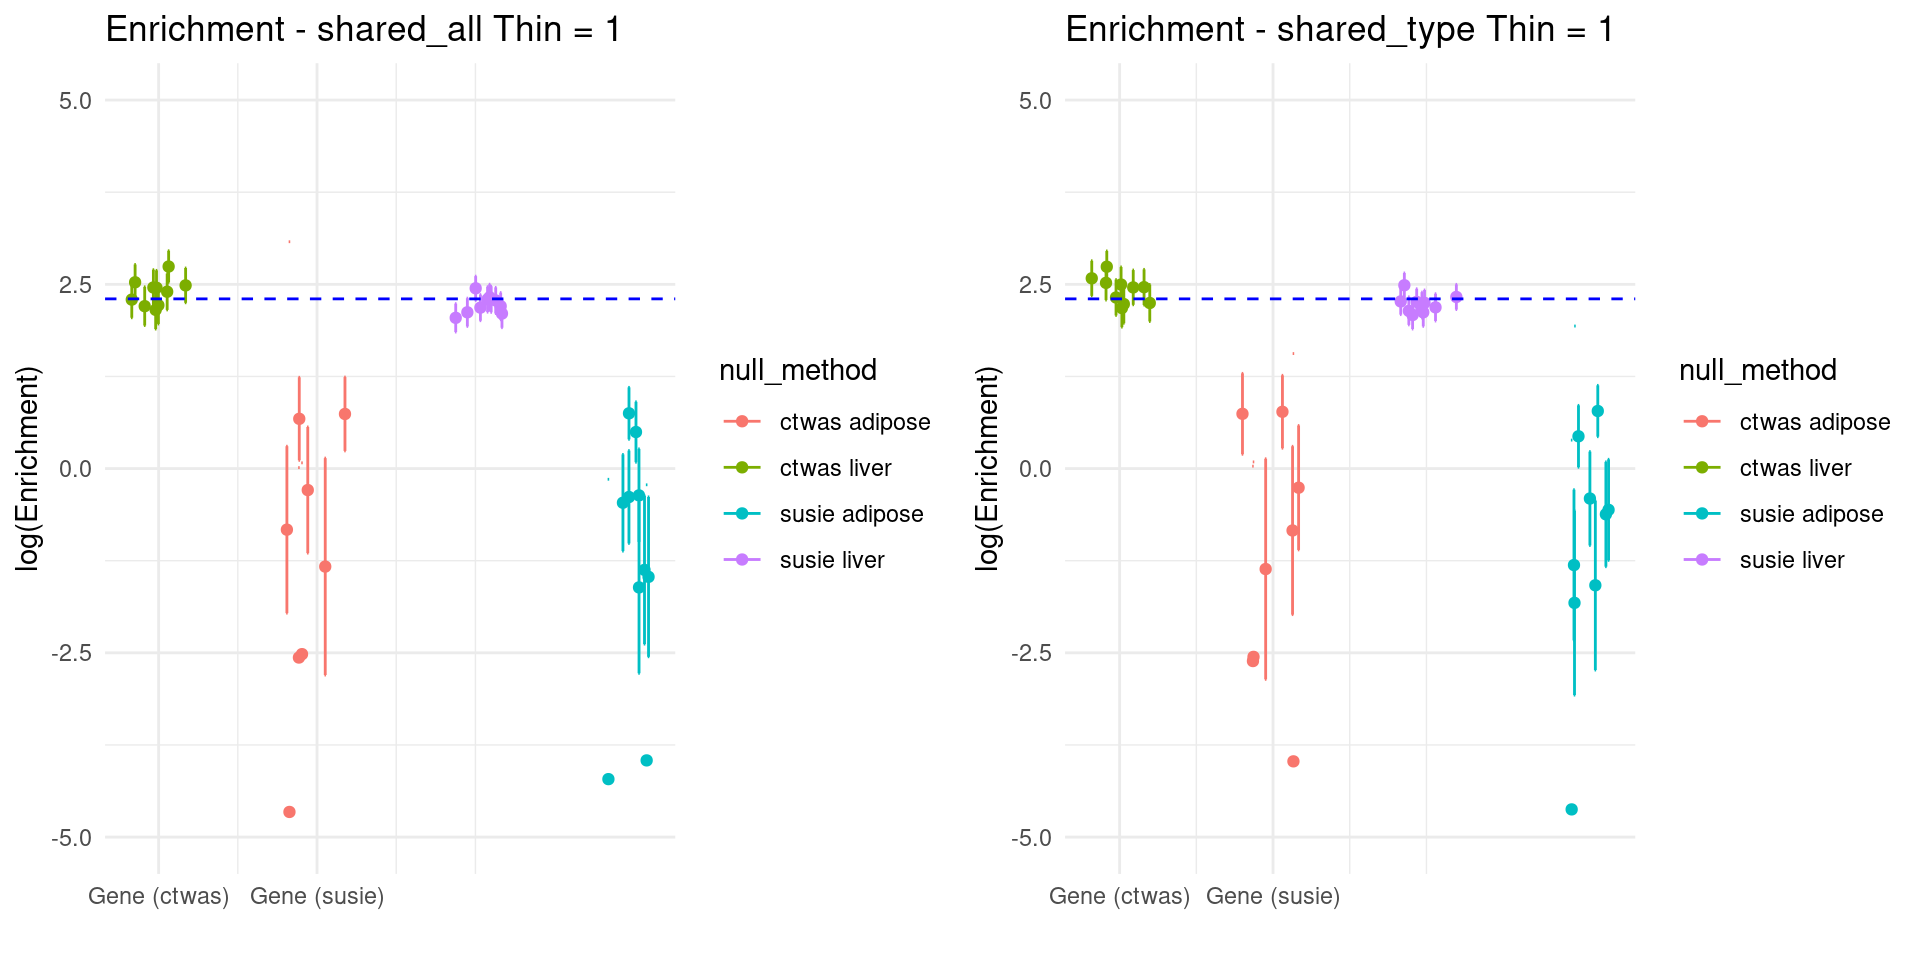 Enrichment - shared_all Thin = 1
log(Enrichment)
5.0
2.5
0.0
-2.5
-5.0
Gene (ctwas)
Gene (susie)
null_method
ctwas adipose
ctwas liver
susie adipose
susie liver
Enrichment - shared_type Thin = 1
log(Enrichment)
5.0
2.5
0.0
-2.5
-5.0
Gene (ctwas)
Gene (susie)
null_method
ctwas adipose
ctwas liver
susie adipose
susie liver